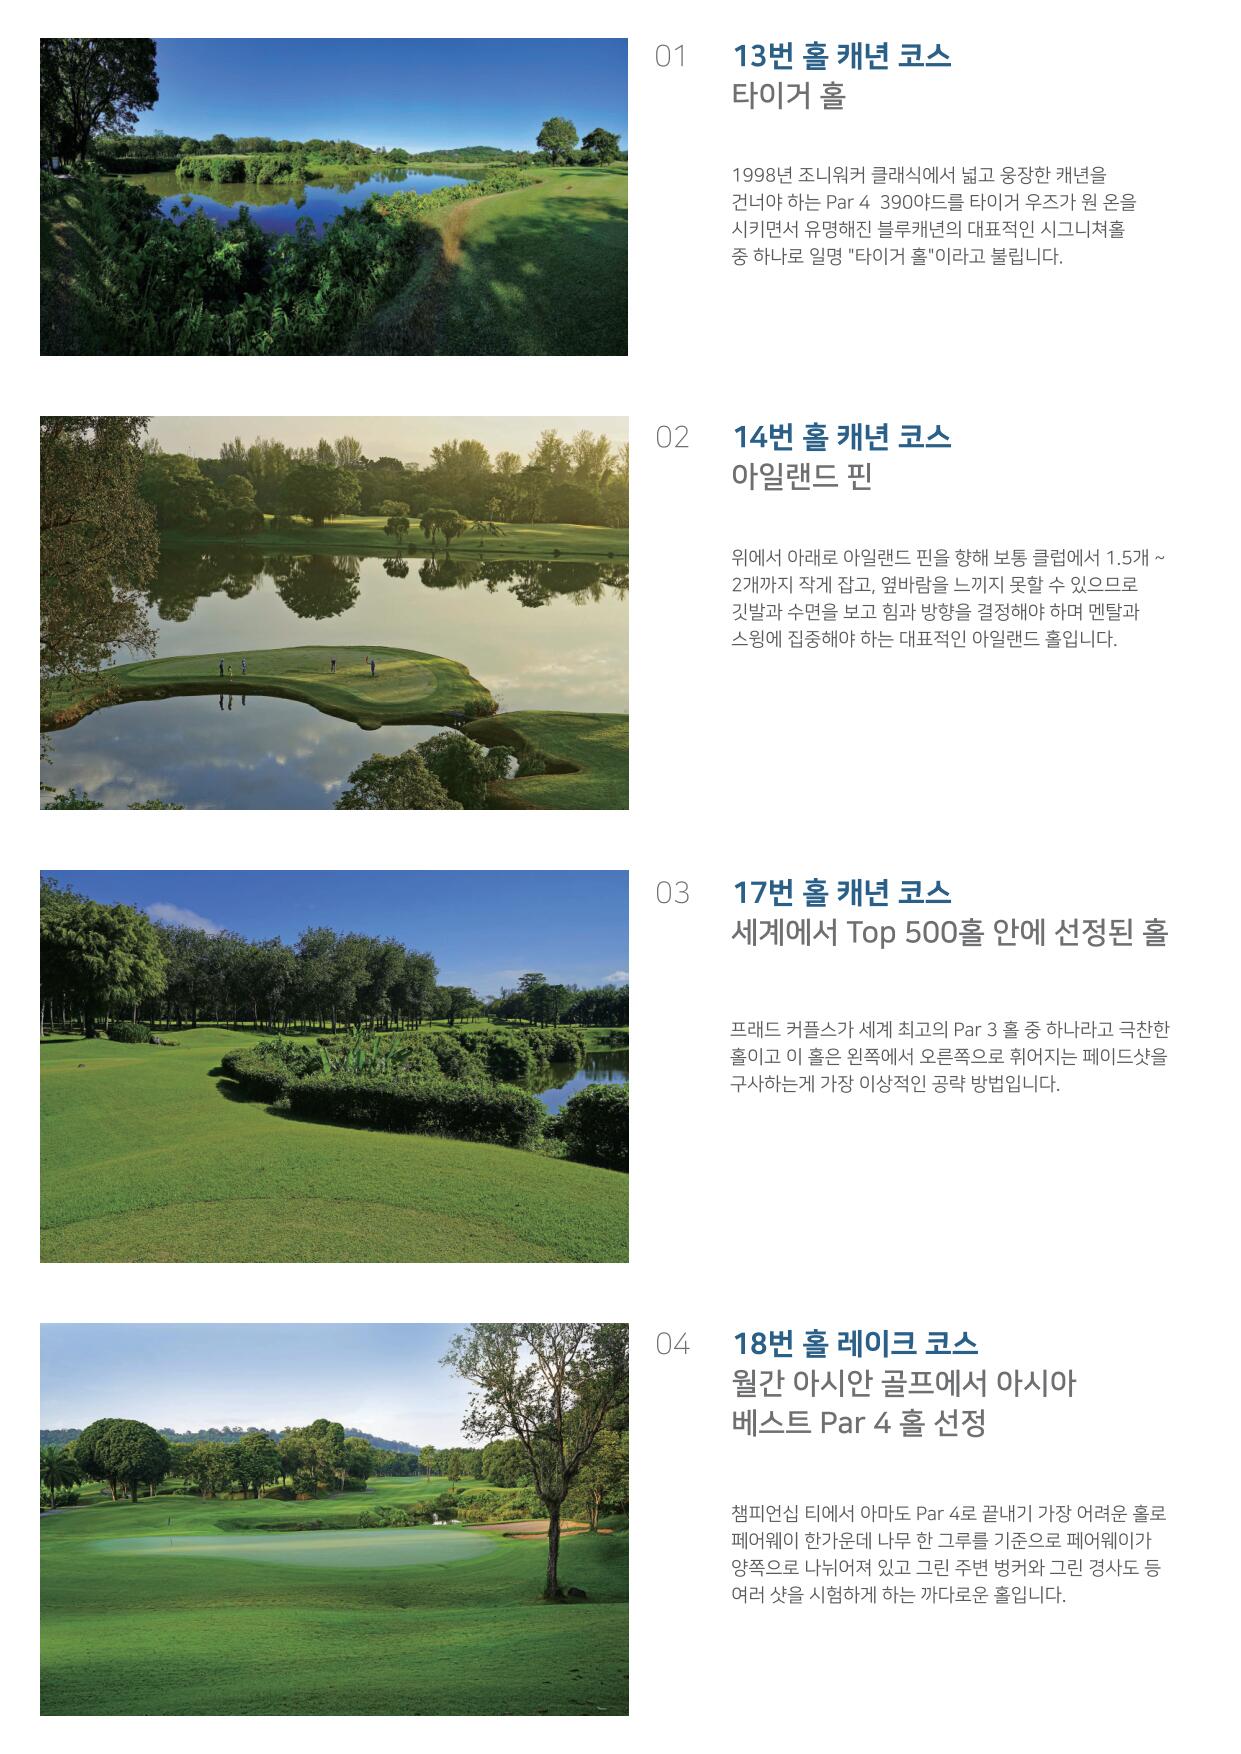 01
13번 홀 캐년 코스
타이거 홀
1998년 조니워커 클래식에서 넓고 웅장한 캐년을
건너야 하는 Par 4 390야드를 타이거 우즈가 원 온을
시키면서 유명해진 블루캐년의 대표적인 시그니쳐홀
중 하나로 일명 "타이거 홀"이라고 불립니다.
02
14번 홀 캐년 코스
아일랜드 핀
위에서 아래로 아일랜드 핀을 향해 보통 클럽에서 1.5개 ~
2개까지 작게 잡고, 옆바람을 느끼지 못할 수 있으므로
깃발과 수면을 보고 힘과 방향을 결정해야 하며 멘탈과
스윙에 집중해야 하는 대표적인 아일랜드 홀입니다.
03
17번 홀 캐년 코스
세계에서 Top 500홀 안에 선정된 홀
프래드 커플스가 세계 최고의 Par 3 홀 중 하나라고 극찬한
홀이고 이 홀은 왼쪽에서 오른쪽으로 휘어지는 페이드샷을
구사하는게 가장 이상적인 공략 방법입니다.
04
18번 홀 레이크 코스
월간 아시안 골프에서 아시아
베스트 Par 4 홀 선정
챔피언십 티에서 아마도 Par 4로 끝내기 가장 어려운 홀로
페어웨이 한가운데 나무 한 그루를 기준으로 페어웨이가
양쪽으로 나뉘어져 있고 그린 주변 벙커와 그린 경사도 등
여러 샷을 시험하게 하는 까다로운 홀입니다.